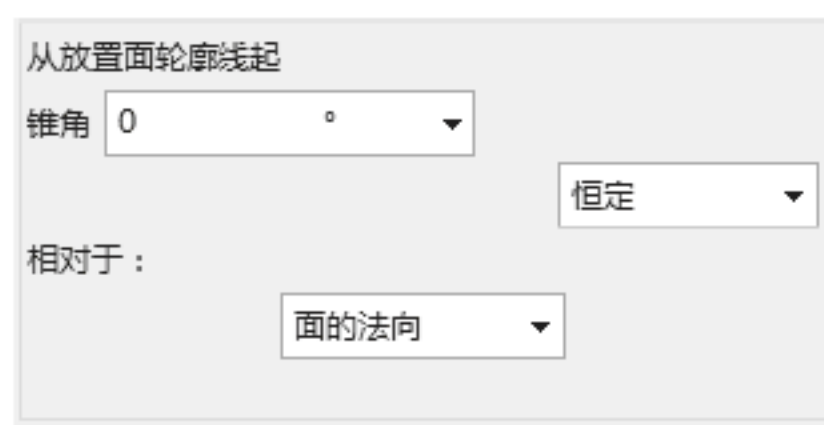 从放置面轮廓线起
锥角 0 °
恒定
相对于：
面的法向